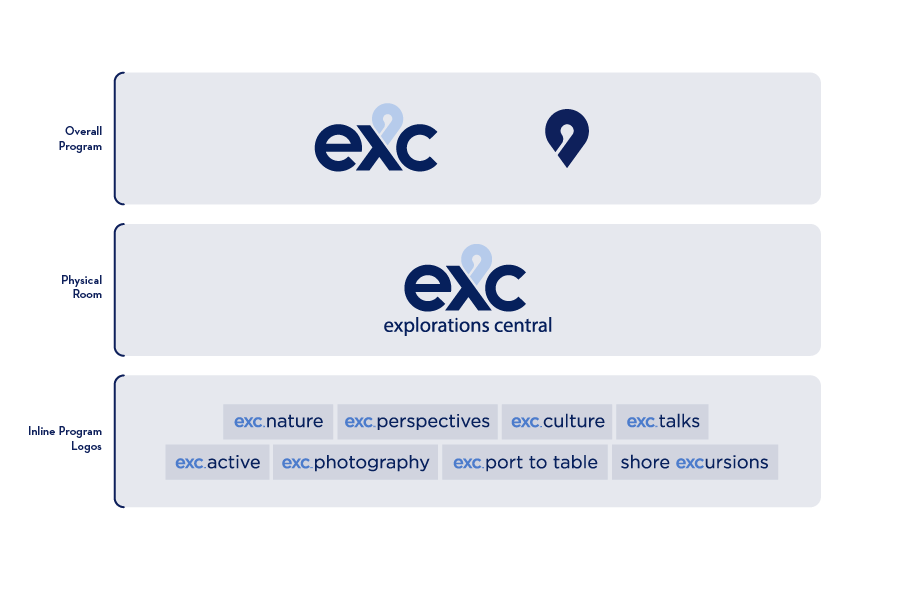 Overall
Program
exc
Physical
Room
exc
explorations central
Inline Program
Logos
exc.nature
exc.perspectives
exc.culture
exc.talks
exc.active
exc.photography
exc.port to table
shore excursions